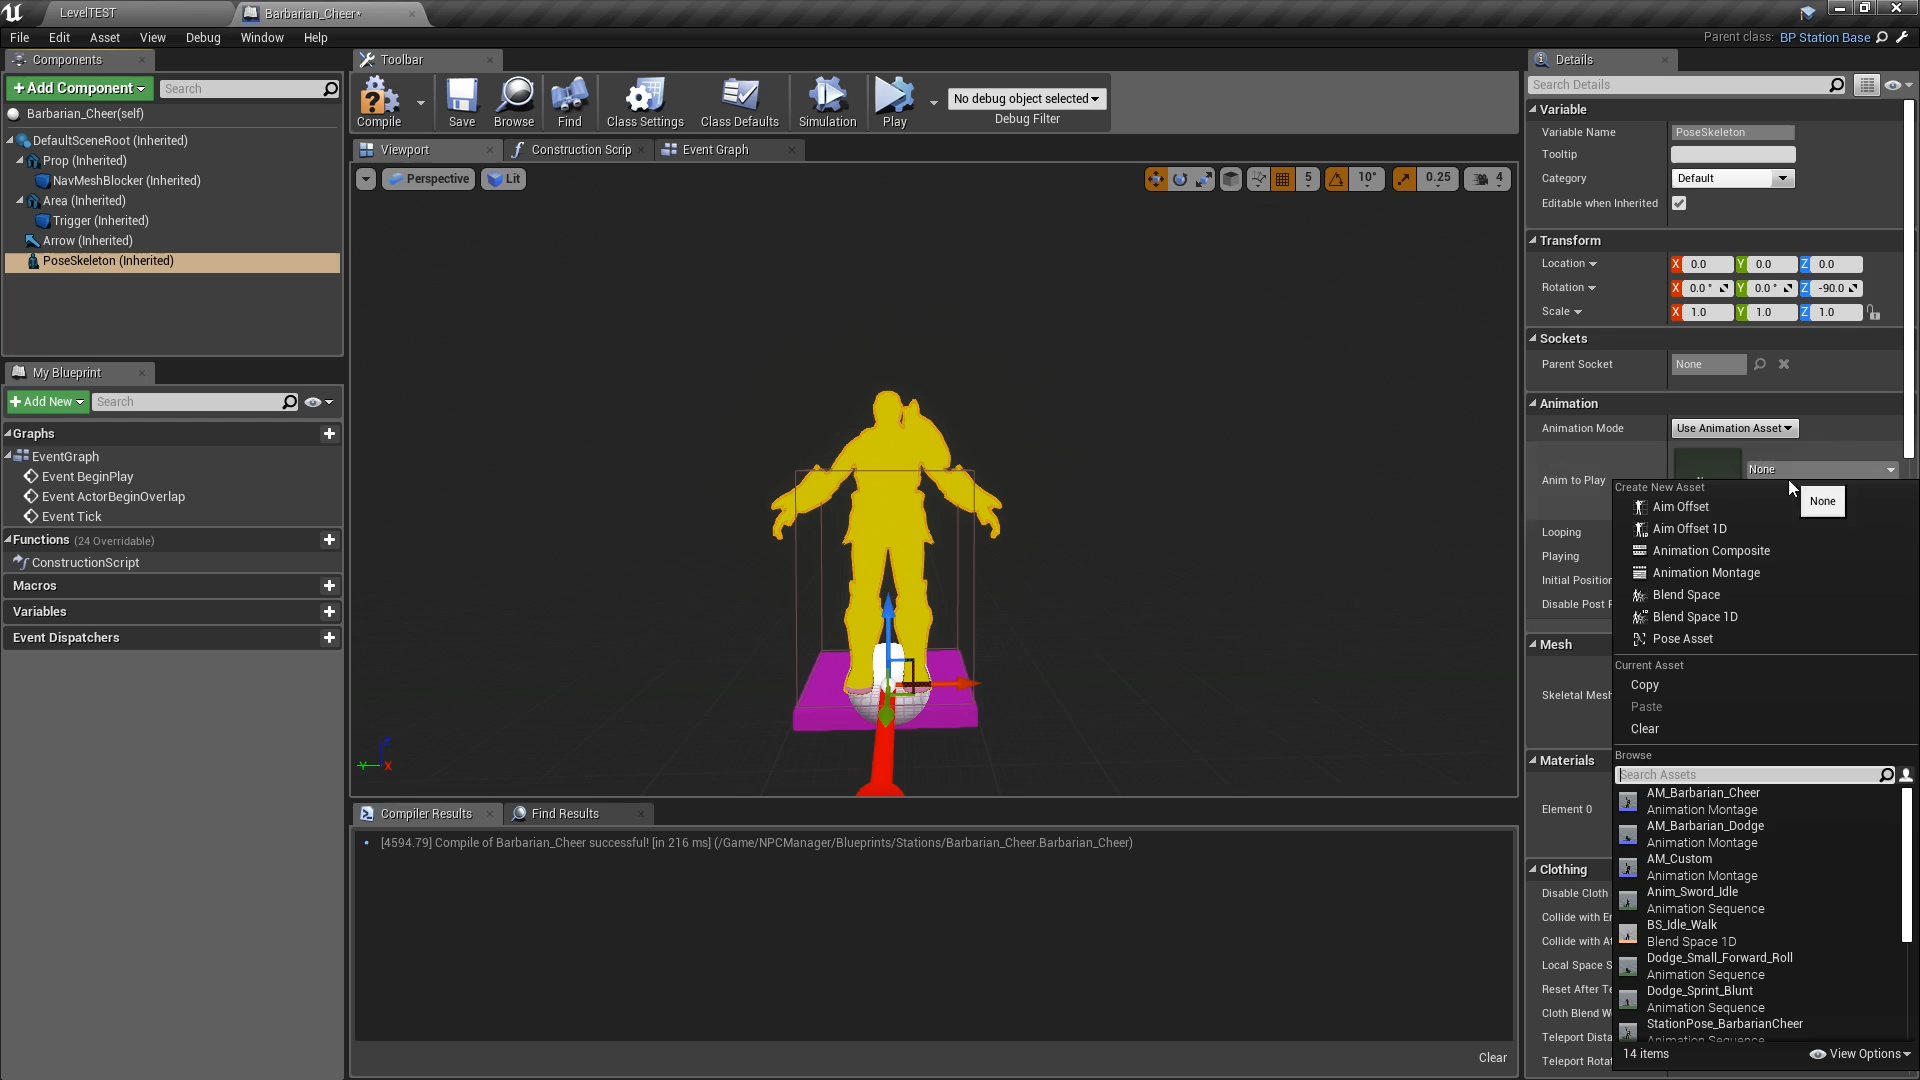 LevelTEST
Barbarian_Cheer*
File Edit Asset View Debug Window Help
Parent class: BP Station Base
Components
+Add Component
Search
Barbarian_Cheer(self)
DefaultSceneRoot (Inherited)
Prop (Inherited)
NavMeshBlocker (Inherited)
Area (Inherited)
Trigger (Inherited)
Arrow (Inherited)
PoseSkeleton (Inherited)
My Blueprint
+Add New
Search
Graphs
EventGraph
Event BeginPlay
Event ActorBeginOverlap
Event Tick
Functions (24 Overridable)
ConstructionScript
Macros
Variables
Event Dispatchers
Toolbar
Compile
Save
Browse
Find
Class Settings
Class Defaults
Simulation
Play
No debug object selected
Debug Filter
Viewport
Construction Scrip
Event Graph
Perspective
Lit
5
10°
0.25
4
Z
Y
X
Compiler Results
Find Results
[4594.79] Compile of Barbarian_Cheer successful! [in 216 ms] (/Game/NPCManager/Blueprints/Stations/Barbarian_Cheer.Barbarian_Cheer)
Clear
Details
Search Details
Variable
Variable Name PoseSkeleton
Tooltip
Category Default
Editable when Inherited
Transform
Location X 0.0 Y 0.0 Z 0.0
Rotation X 0.0 ° Y 0.0 ° Z -90.0
Scale X 1.0 Y 1.0 Z 1.0
Sockets
Parent Socket None
Animation
Animation Mode Use Animation Asset
Anim to Play None
Looping
Playing
Initial Position
Disable Post P
Mesh
Skeletal Mesh
Materials
Element 0
Clothing
Disable Cloth
Collide with En
Collide with At
Local Space S
Reset After Te
Cloth Blend W
Teleport Dista
Teleport Rotat
Create New Asset
None
Aim Offset
Aim Offset 1D
Animation Composite
Animation Montage
Blend Space
Blend Space 1D
Pose Asset
Current Asset
Copy
Paste
Clear
Browse
Search Assets
AM_Barbarian_Cheer
Animation Montage
AM_Barbarian_Dodge
Animation Montage
AM_Custom
Animation Montage
Anim_Sword_Idle
Animation Sequence
BS_Idle_Walk
Blend Space 1D
Dodge_Small_Forward_Roll
Animation Sequence
Dodge_Sprint_Blunt
Animation Sequence
StationPose_BarbarianCheer
Animation Sequence
14 items
View Options